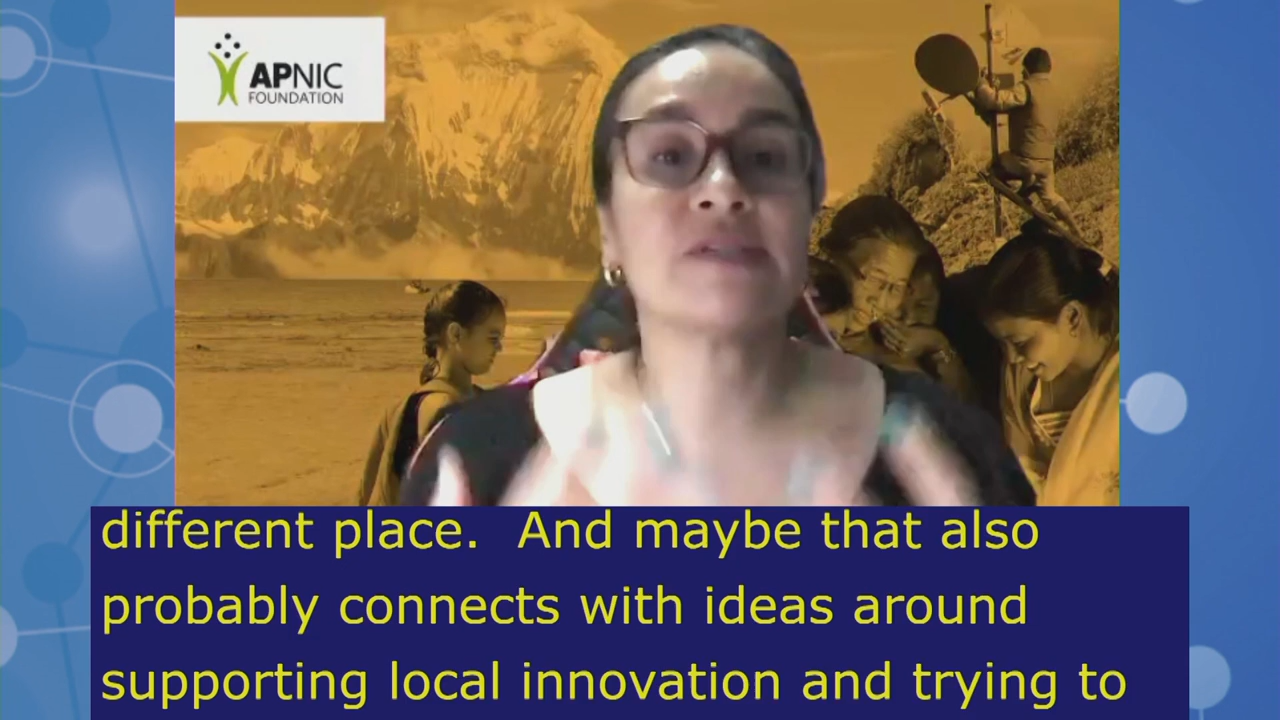 APNIC
FOUNDATION
different place.  And maybe that also
probably connects with ideas around
supporting local innovation and trying to